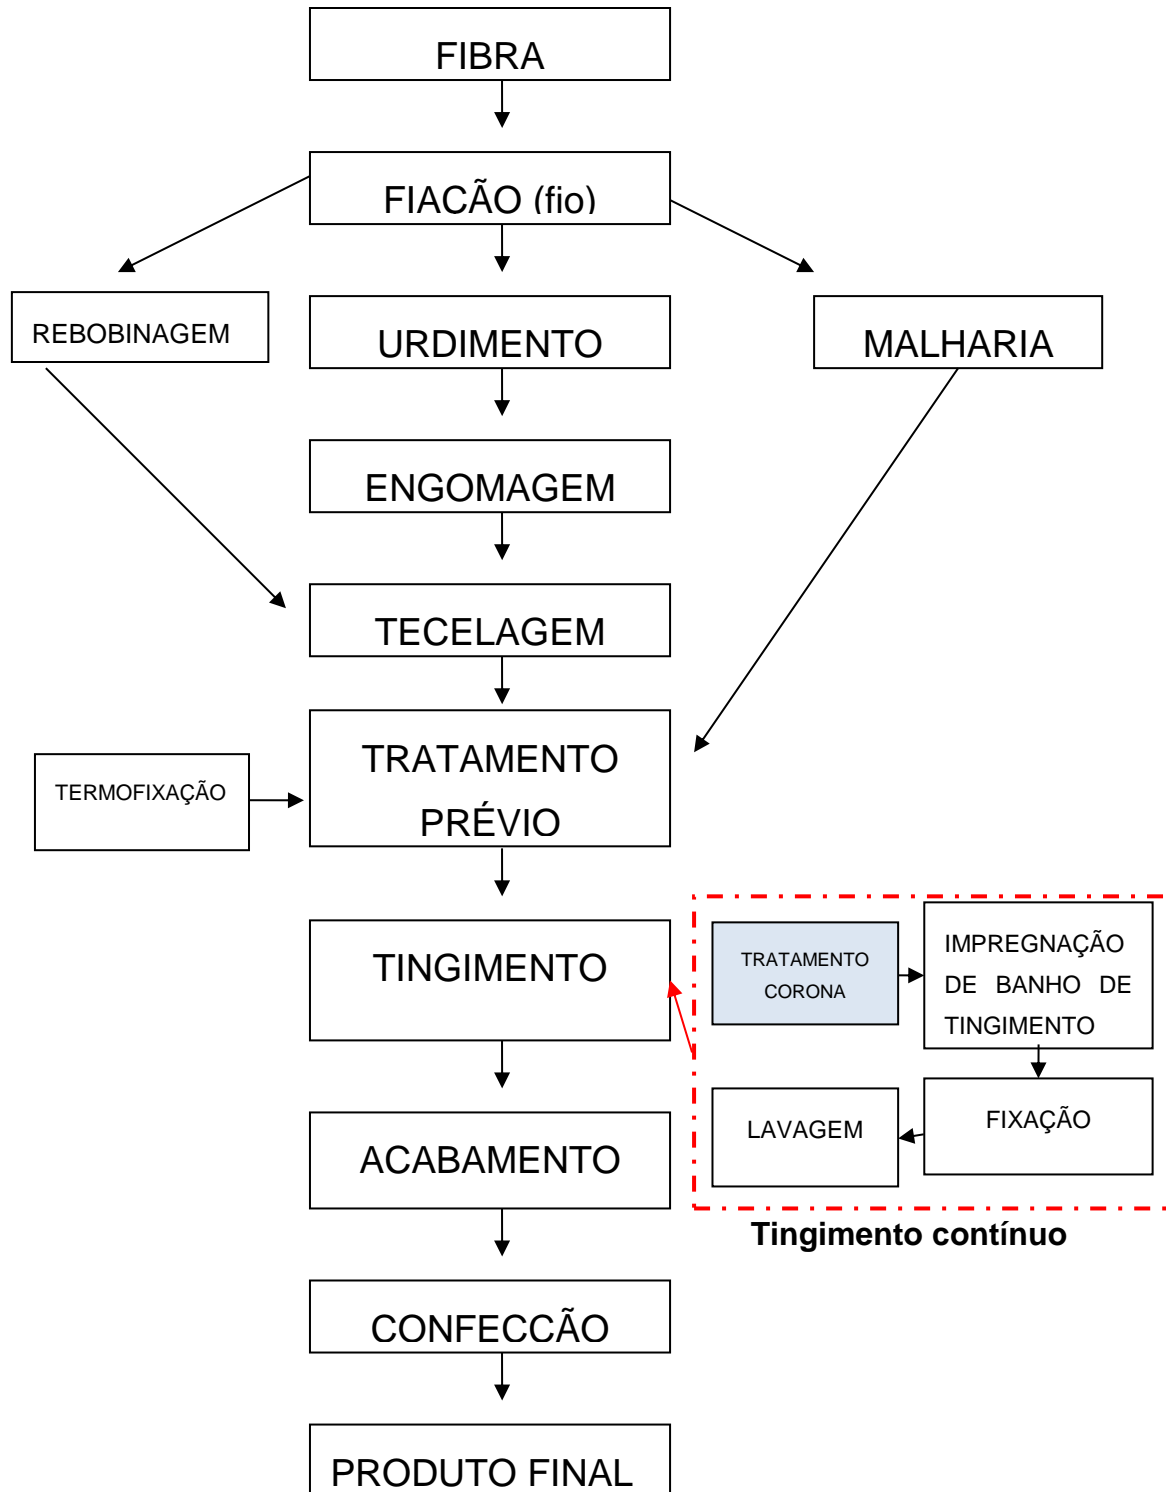 FIBRA
FIACÃO (fio)
REBOBINAGEM
URDIMENTO
MALHARIA
ENGOMAGEM
TECELAGEM
TRATAMENTO
PRÉVIO
TERMOFIXAÇÃO
TINGIMENTO
TRATAMENTO
CORONA
IMPREGNAÇÃO
DE BANHO DE
TINGIMENTO
FIXAÇÃO
LAVAGEM
Tingimento contínuo
ACABAMENTO
CONFECCÃO
PRODUTO FINAL